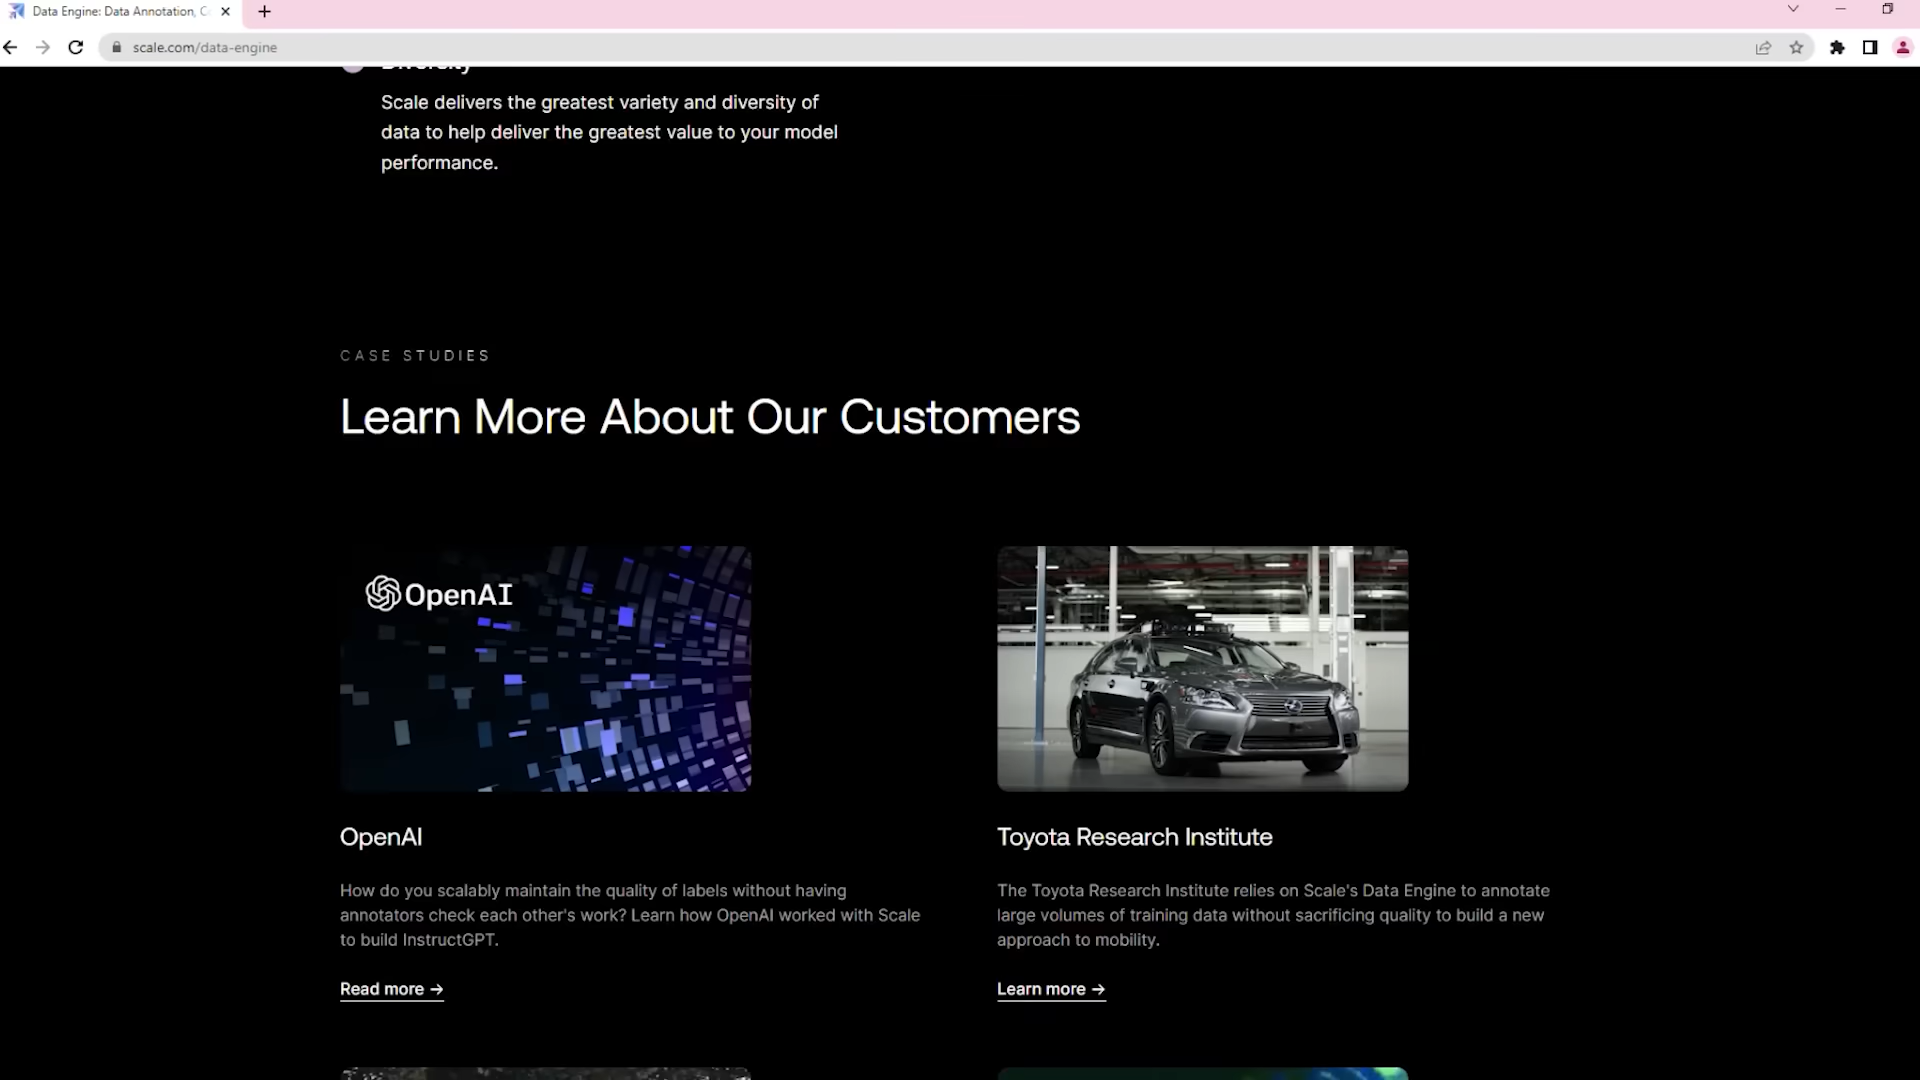 Data Engine: Data Annotation, C
scale.com/data-engine
Diversity
Scale delivers the greatest variety and diversity of
data to help deliver the greatest value to your model
performance.
CASE STUDIES
Learn More About Our Customers
OpenAI
OpenAI
How do you scalably maintain the quality of labels without having
annotators check each other's work? Learn how OpenAI worked with Scale
to build InstructGPT.
Read more →
Toyota Research Institute
The Toyota Research Institute relies on Scale's Data Engine to annotate
large volumes of training data without sacrificing quality to build a new
approach to mobility.
Learn more →